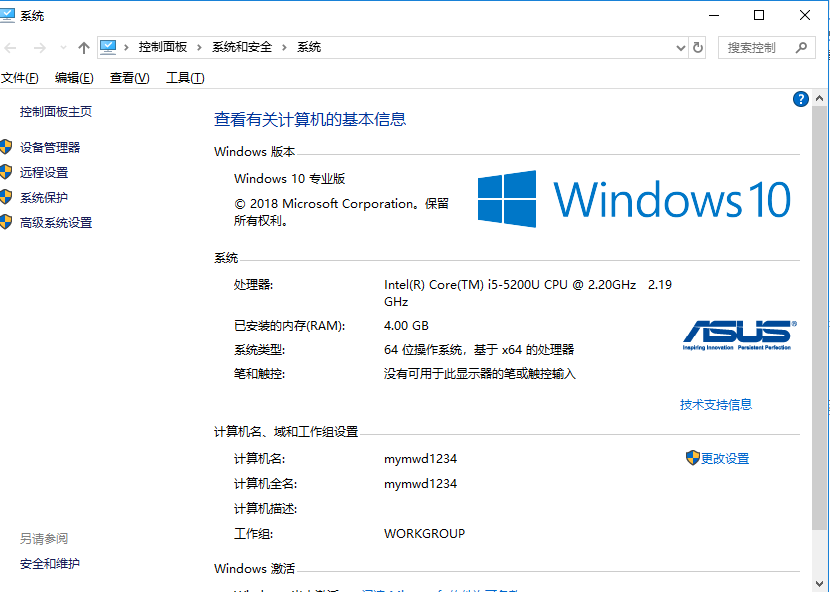 系统
控制面板 系统和安全 系统
搜索控制
文件(F) 编辑(E) 查看(V) 工具(T)
控制面板主页
设备管理器
远程设置
系统保护
高级系统设置
另请参阅
安全和维护
?
查看有关计算机的基本信息
Windows 版本
Windows 10 专业版
© 2018 Microsoft Corporation。保留
所有权利。
Windows 10
系统
处理器: Intel(R) Core(TM) i5-5200U CPU @ 2.20GHz 2.19
GHz
已安装的内存(RAM): 4.00 GB
系统类型: 64 位操作系统，基于 x64 的处理器
笔和触控: 没有可用于此显示器的笔或触控输入
ASUS®
Inspiring Innovation Persistent Perfection
技术支持信息
计算机名、域和工作组设置
计算机名: mymwd1234
更改设置
计算机全名: mymwd1234
计算机描述:
工作组: WORKGROUP
Windows 激活